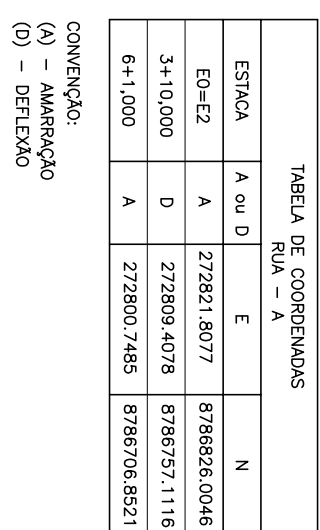 TABELA DE COORDENADAS
RUA - A
ESTACA A ou D E N
E0=E2 A 272821.8077 8786826.0046
3+10,000 D 272809.4078 8786757.1116
6+1,000 A 272800.7485 8786706.8521
CONVENÇÃO:
(A) - AMARRAÇÃO
(D) - DEFLEXÃO